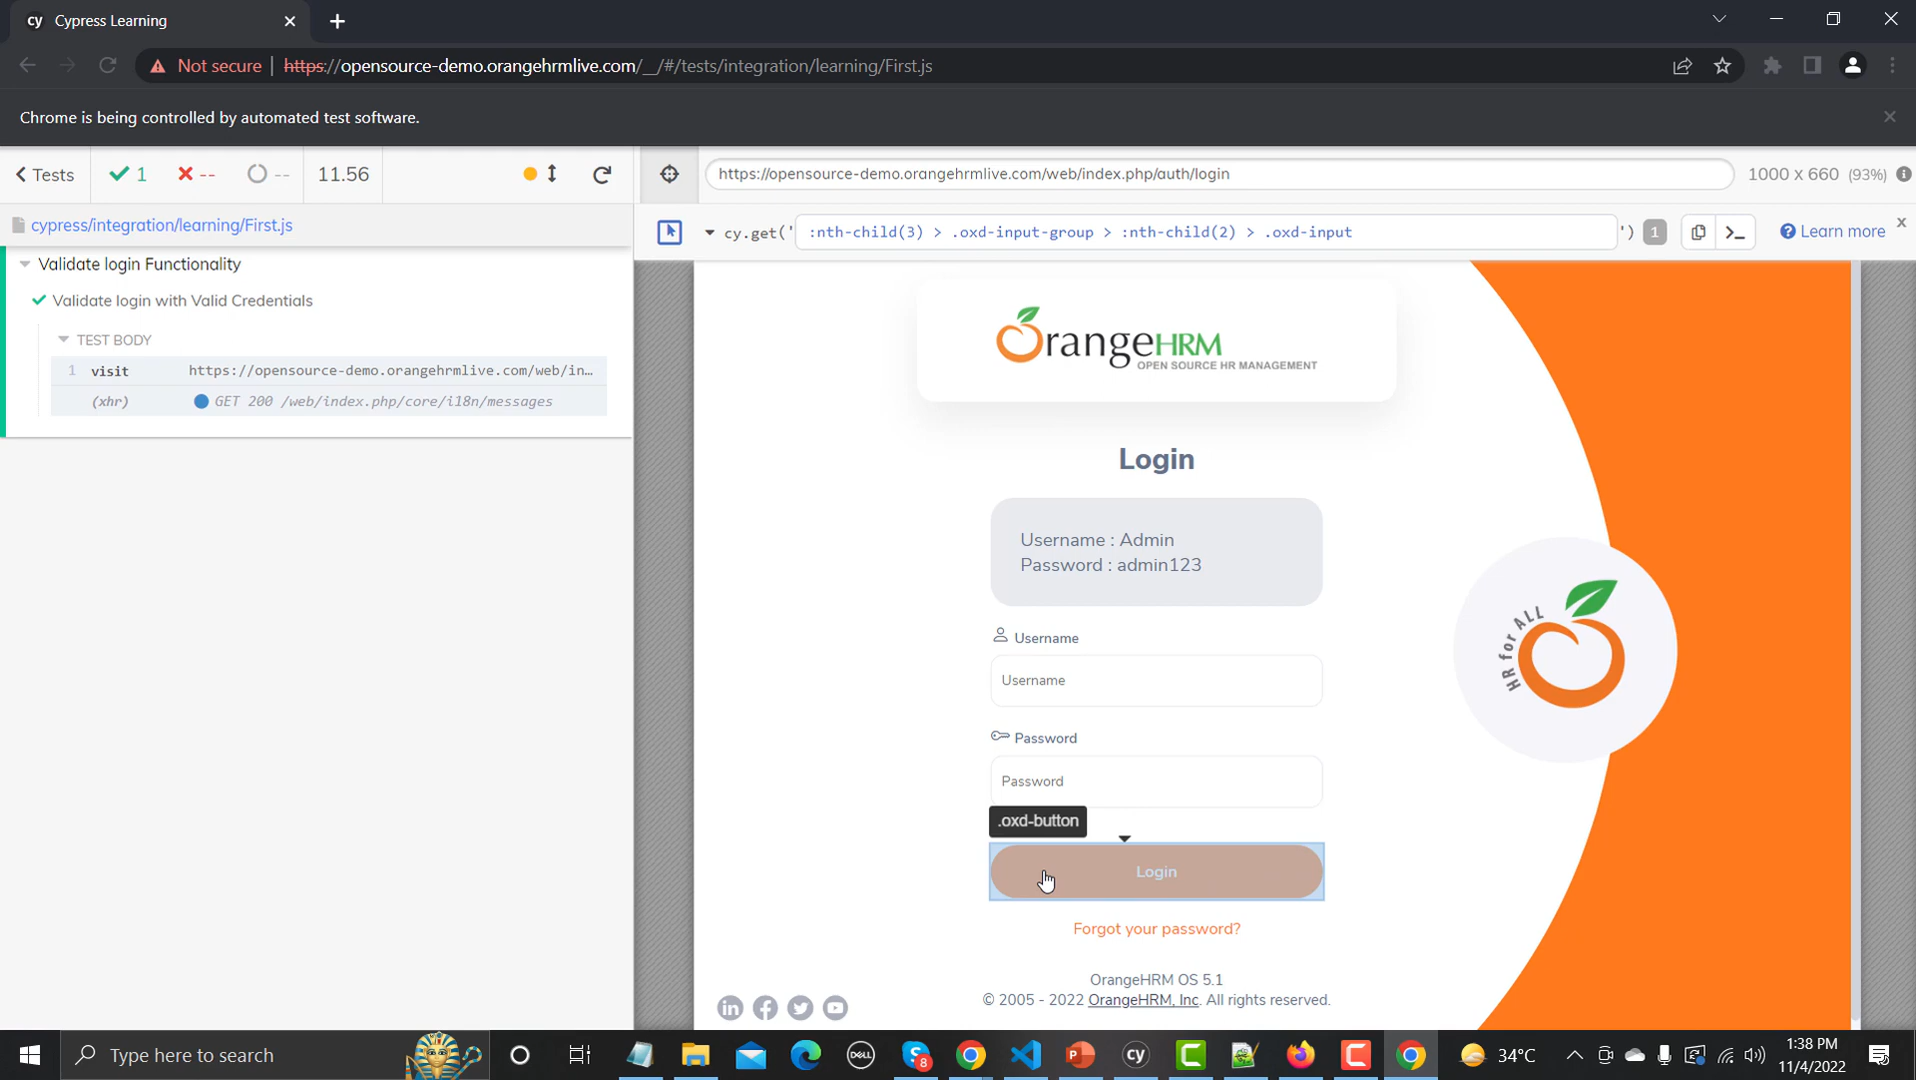 cy Cypress Learning
Not secure | https://opensource-demo.orangehrmlive.com/__/#/tests/integration/learning/First.js
Chrome is being controlled by automated test software.
Tests 1 -- -- 11.56
https://opensource-demo.orangehrmlive.com/web/index.php/auth/login 1000 x 660 (93%)
cypress/integration/learning/First.js
cy.get(' :nth-child(3) > .oxd-input-group > :nth-child(2) > .oxd-input ') 1 Learn more
Validate login Functionality
Validate login with Valid Credentials
TEST BODY
1 visit https://opensource-demo.orangehrmlive.com/web/in...
(xhr) GET 200 /web/index.php/core/i18n/messages
OrangeHRM
OPEN SOURCE HR MANAGEMENT
Login
Username : Admin
Password : admin123
Username
Username
Password
Password
.oxd-button
Login
Forgot your password?
OrangeHRM OS 5.1
© 2005 - 2022 OrangeHRM, Inc. All rights reserved.
HR for ALL
Type here to search
DELL
8
cy
34°C
1:38 PM
11/4/2022